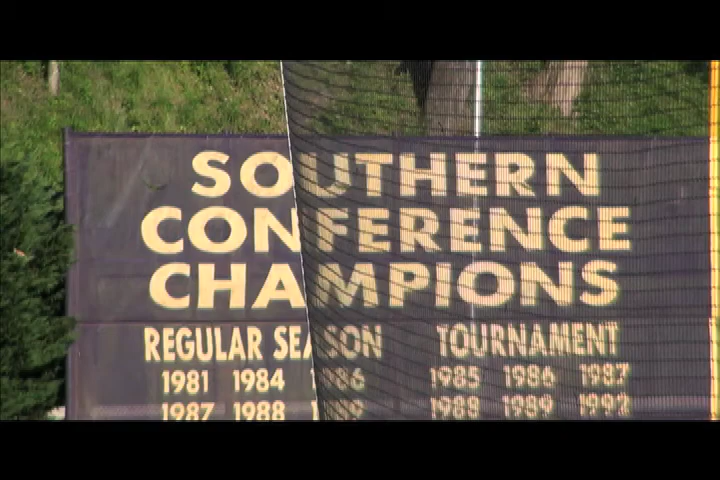 SOUTHERN
CONFERENCE
CHAMPIONS
REGULAR SEASON TOURNAMENT
1981 1984 1986 1985 1986 1987
1987 1988 1989 1988 1989 1992